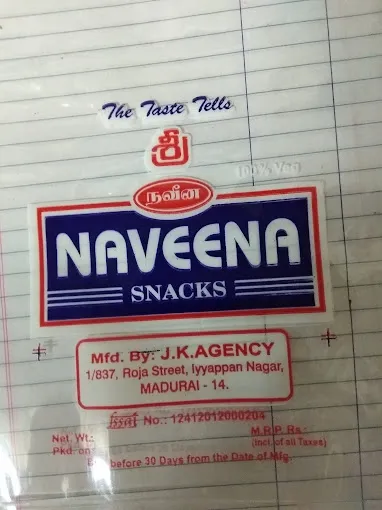 The Taste Tells
ஸ்ரீ
100% Veg
நவீன
NAVEENA
SNACKS
Mfd. By: J.K.AGENCY
1/837, Roja Street, Iyyappan Nagar,
MADURAI - 14.
fssai No.: 12412012000204
Net. Wt.:
M.R.P. Rs.:
Pkd. on
(Incl. of all Taxes)
before 30 Days from the Date of Mfg.